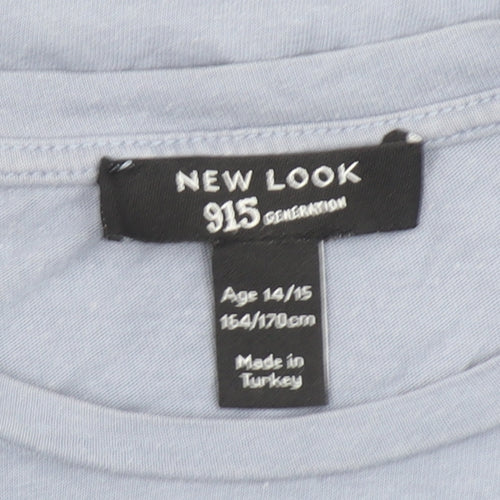 NEW LOOK
915 GENERATION
Age 14/15
164/170cm
Made in
Turkey